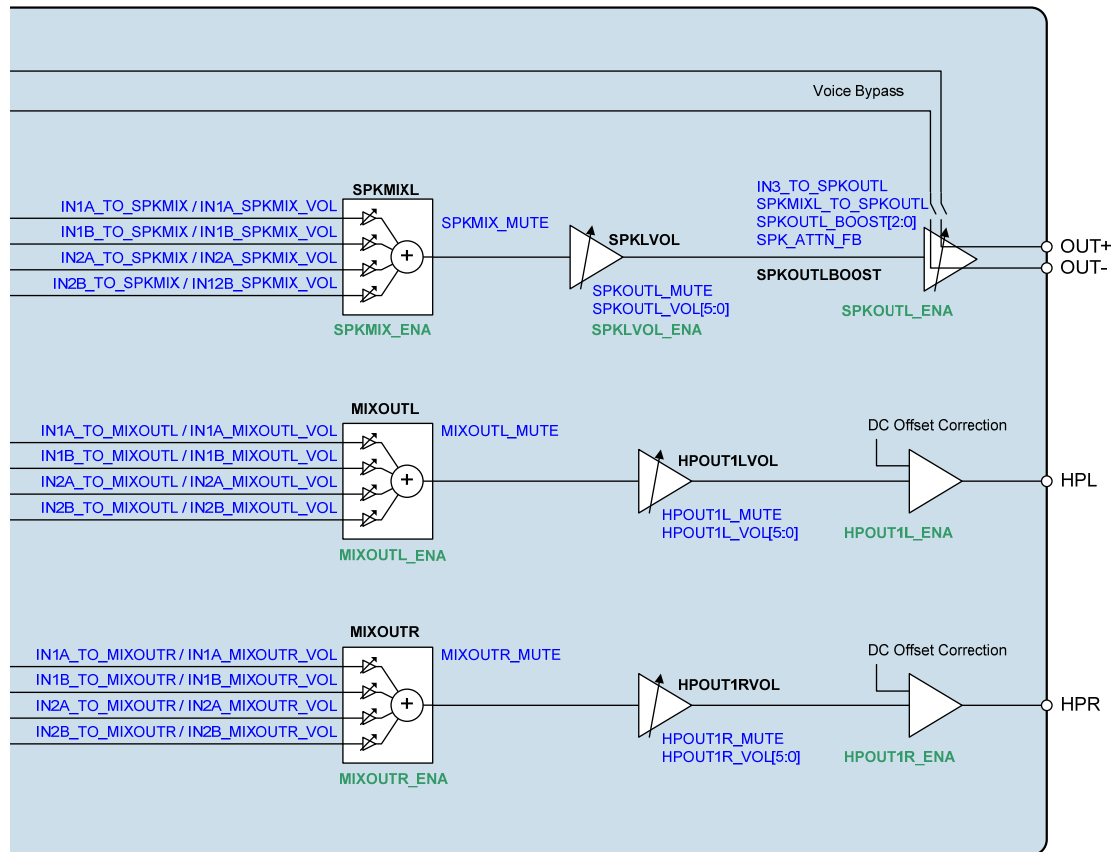 Voice Bypass
SPKMIXL
IN1A_TO_SPKMIX / IN1A_SPKMIX_VOL
IN1B_TO_SPKMIX / IN1B_SPKMIX_VOL
IN2A_TO_SPKMIX / IN2A_SPKMIX_VOL
IN2B_TO_SPKMIX / IN12B_SPKMIX_VOL
+
SPKMIX_ENA
SPKMIX_MUTE
SPKLVOL
SPKOUTL_MUTE
SPKOUTL_VOL[5:0]
SPKLVOL_ENA
IN3_TO_SPKOUTL
SPKMIXL_TO_SPKOUTL
SPKOUTL_BOOST[2:0]
SPK_ATTN_FB
SPKOUTLBOOST
SPKOUTL_ENA
OUT+
OUT-
MIXOUTL
IN1A_TO_MIXOUTL / IN1A_MIXOUTL_VOL
IN1B_TO_MIXOUTL / IN1B_MIXOUTL_VOL
IN2A_TO_MIXOUTL / IN2A_MIXOUTL_VOL
IN2B_TO_MIXOUTL / IN2B_MIXOUTL_VOL
+
MIXOUTL_ENA
MIXOUTL_MUTE
HPOUT1LVOL
HPOUT1L_MUTE
HPOUT1L_VOL[5:0]
DC Offset Correction
HPOUT1L_ENA
HPL
MIXOUTR
IN1A_TO_MIXOUTR / IN1A_MIXOUTR_VOL
IN1B_TO_MIXOUTR / IN1B_MIXOUTR_VOL
IN2A_TO_MIXOUTR / IN2A_MIXOUTR_VOL
IN2B_TO_MIXOUTR / IN2B_MIXOUTR_VOL
+
MIXOUTR_ENA
MIXOUTR_MUTE
HPOUT1RVOL
HPOUT1R_MUTE
HPOUT1R_VOL[5:0]
DC Offset Correction
HPOUT1R_ENA
HPR